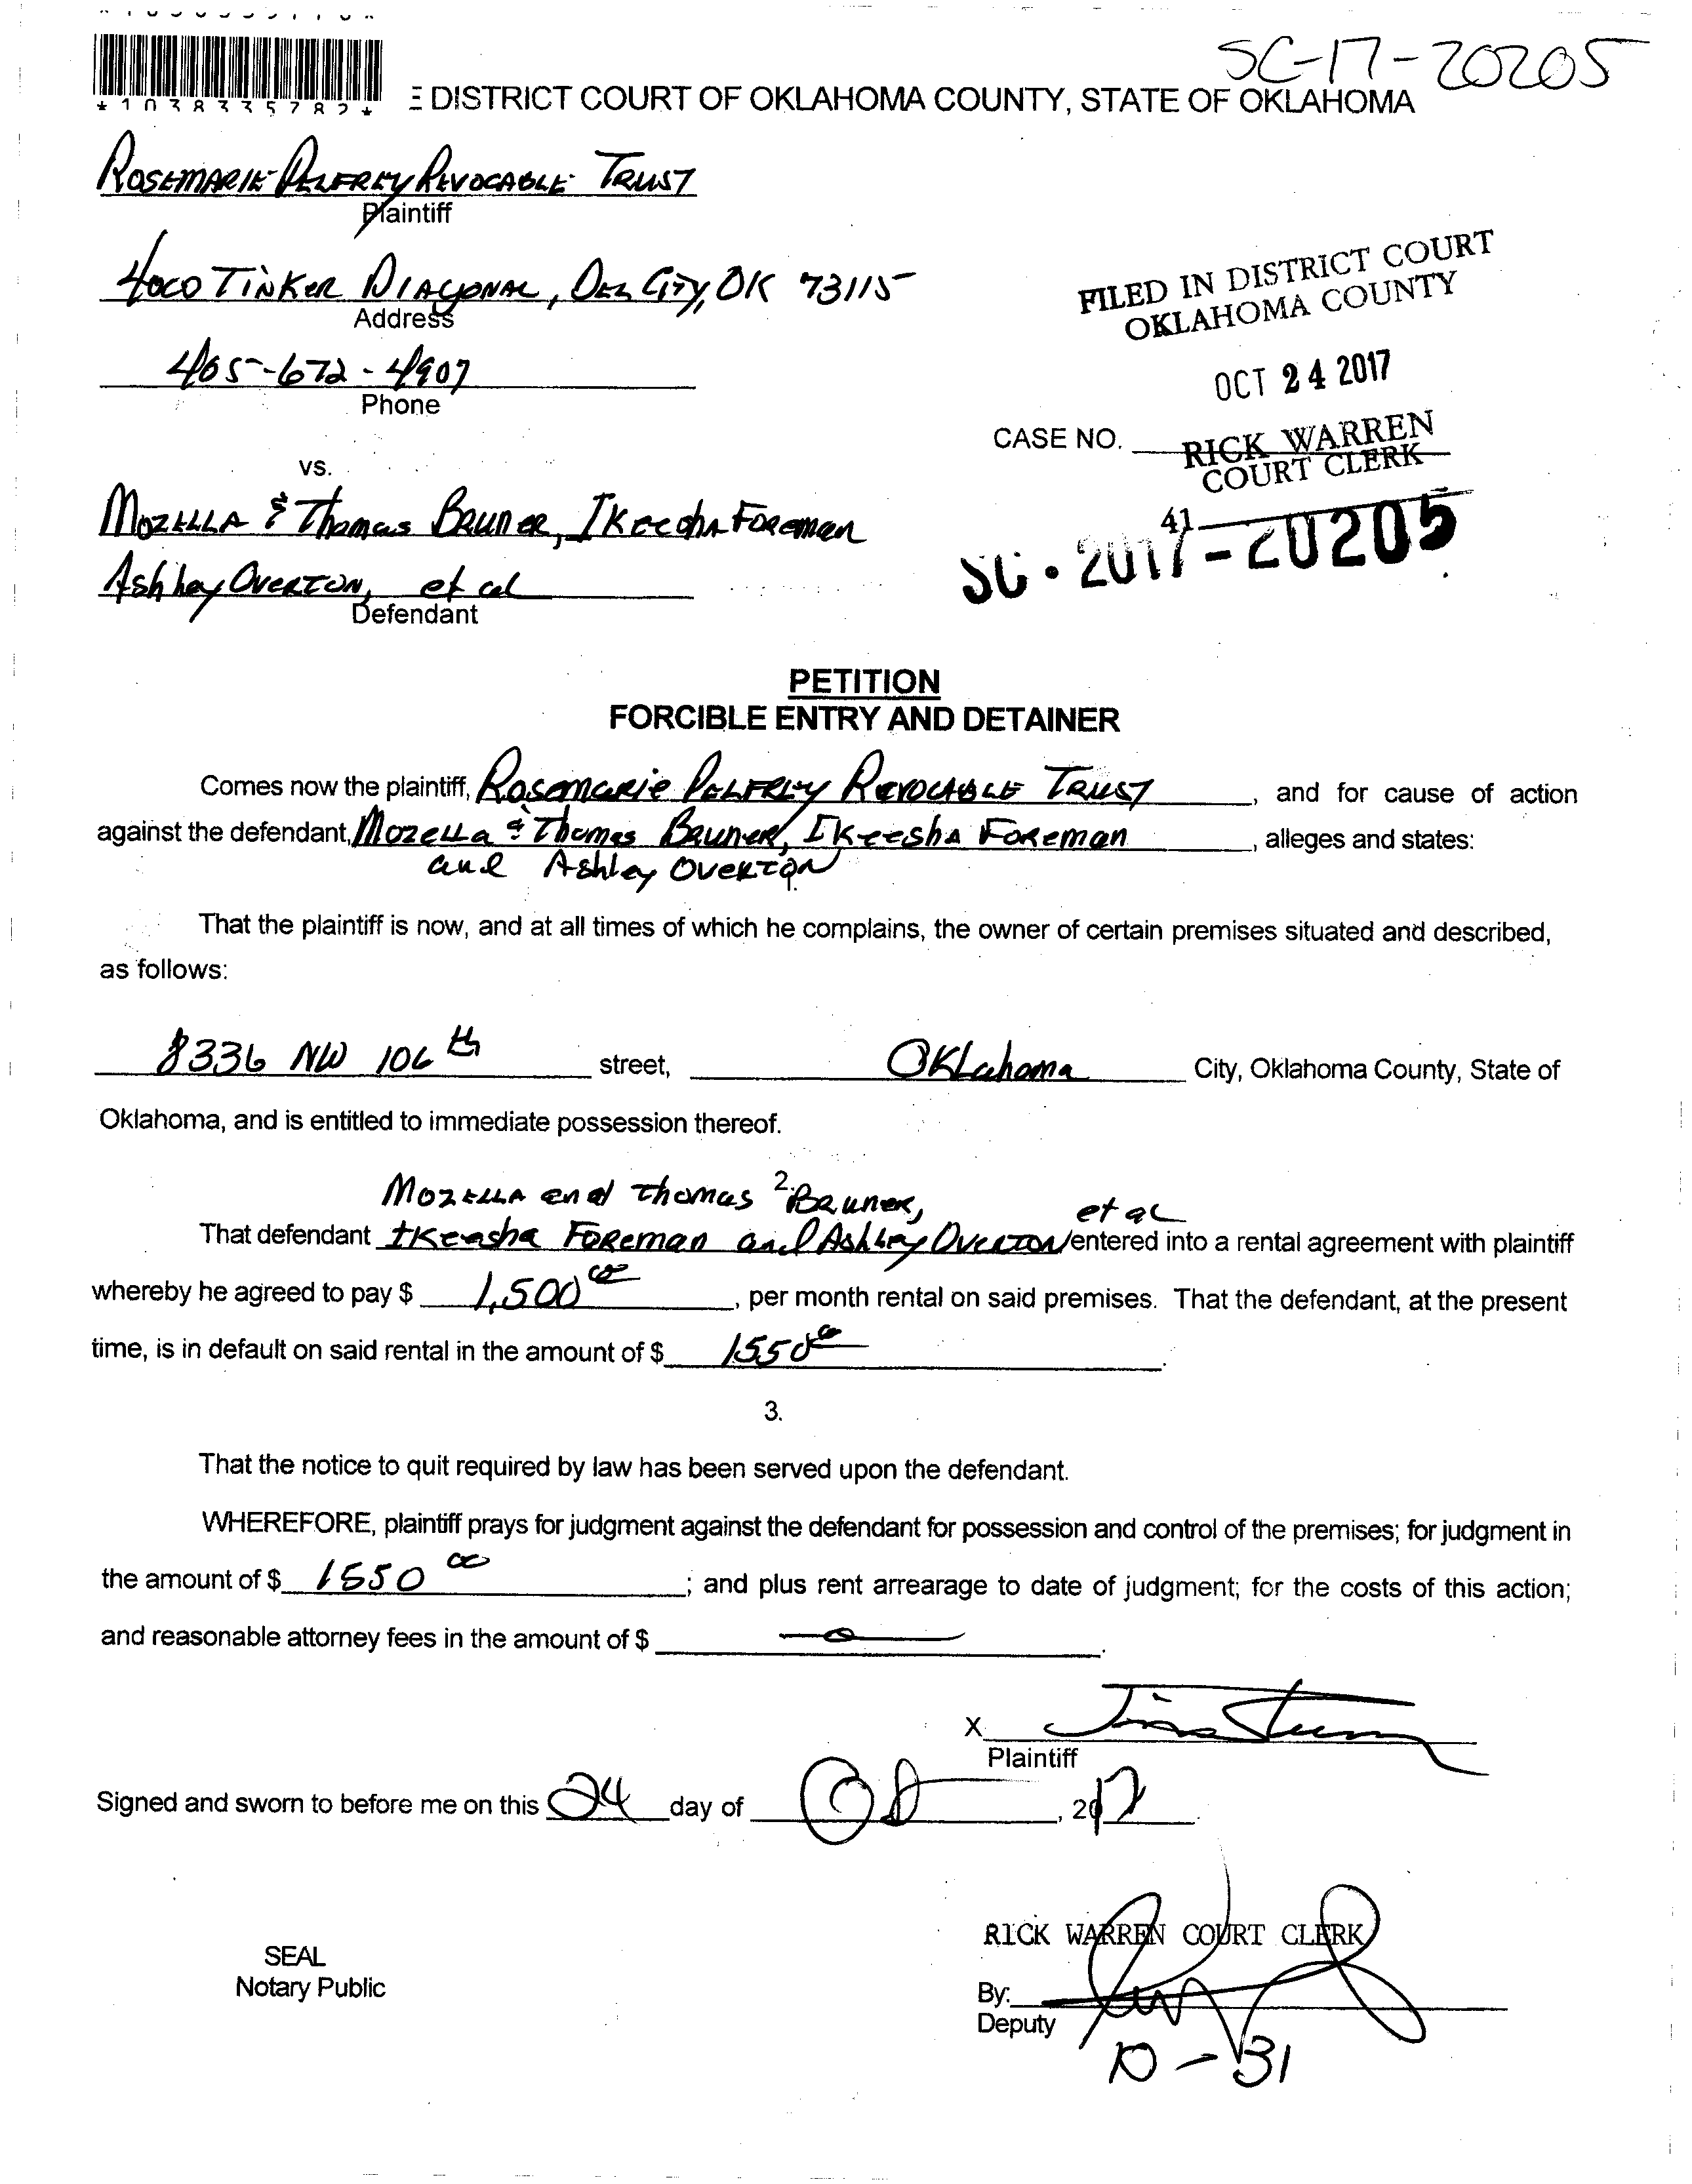 SC-17-20205
*1038335782*
E DISTRICT COURT OF OKLAHOMA COUNTY, STATE OF OKLAHOMA
ROSEMARIE PELFREY REVOCABLE TRUST
Plaintiff
4000 TINKER DIAGONAL, DEL CITY, OK 73115
Address
FILED IN DISTRICT COURT
OKLAHOMA COUNTY
405-672-4907
Phone
OCT 24 2017
CASE NO.
RICK WARREN
COURT CLERK
vs.
41
MOZELLA & Thomas BRUNER, IKeesha Foreman
SC-2017-20205
Ashley OVERTON, et al
Defendant
PETITION
FORCIBLE ENTRY AND DETAINER
Comes now the plaintiff, Rosemarie PELFREY REVOCABLE TRUST, and for cause of action
against the defendant, Mozella & Thomas Bruner, IKeesha Foreman, alleges and states:
and Ashley OVERTON
That the plaintiff is now, and at all times of which he complains, the owner of certain premises situated and described,
as follows:
8336 NW 106th street, OKlahoma City, Oklahoma County, State of
Oklahoma, and is entitled to immediate possession thereof.
2.
MOZELLA and Thomas BRUNER, et al
That defendant IKeesha Foreman and Ashley OVERTON entered into a rental agreement with plaintiff
whereby he agreed to pay $ 1,500 00, per month rental on said premises. That the defendant, at the present
time, is in default on said rental in the amount of $ 1550 00.
3.
That the notice to quit required by law has been served upon the defendant.
WHEREFORE, plaintiff prays for judgment against the defendant for possession and control of the premises; for judgment in
the amount of $ 1550 00; and plus rent arrearage to date of judgment; for the costs of this action;
and reasonable attorney fees in the amount of $ 0.
X
Plaintiff
Signed and sworn to before me on this 24 day of Oct, 2017.
RICK WARREN COURT CLERK
SEAL
Notary Public
By:
Deputy
10-31